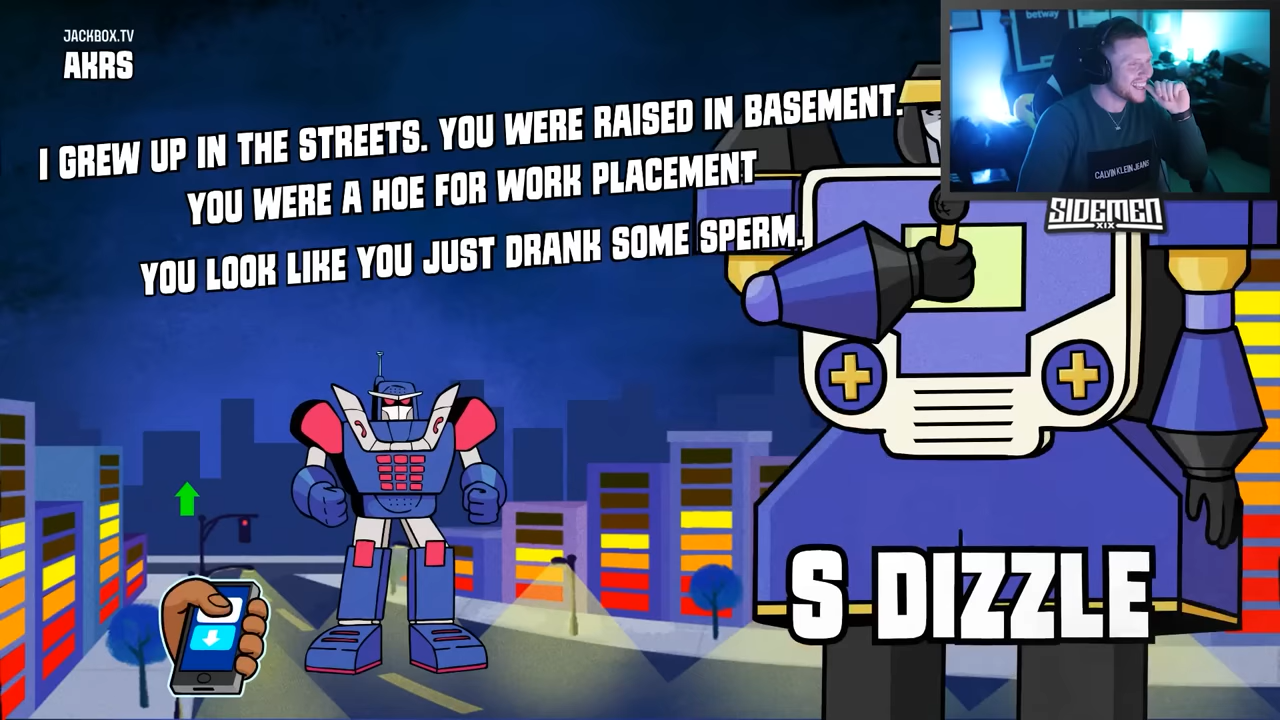 JACKBOX.TV
AKRS
betway
I GREW UP IN THE STREETS. YOU WERE RAISED IN BASEMENT.
YOU WERE A HOE FOR WORK PLACEMENT
YOU LOOK LIKE YOU JUST DRANK SOME SPERM.
CALVIN KLEIN JEANS
SIDEMEN
XIX
S DIZZLE